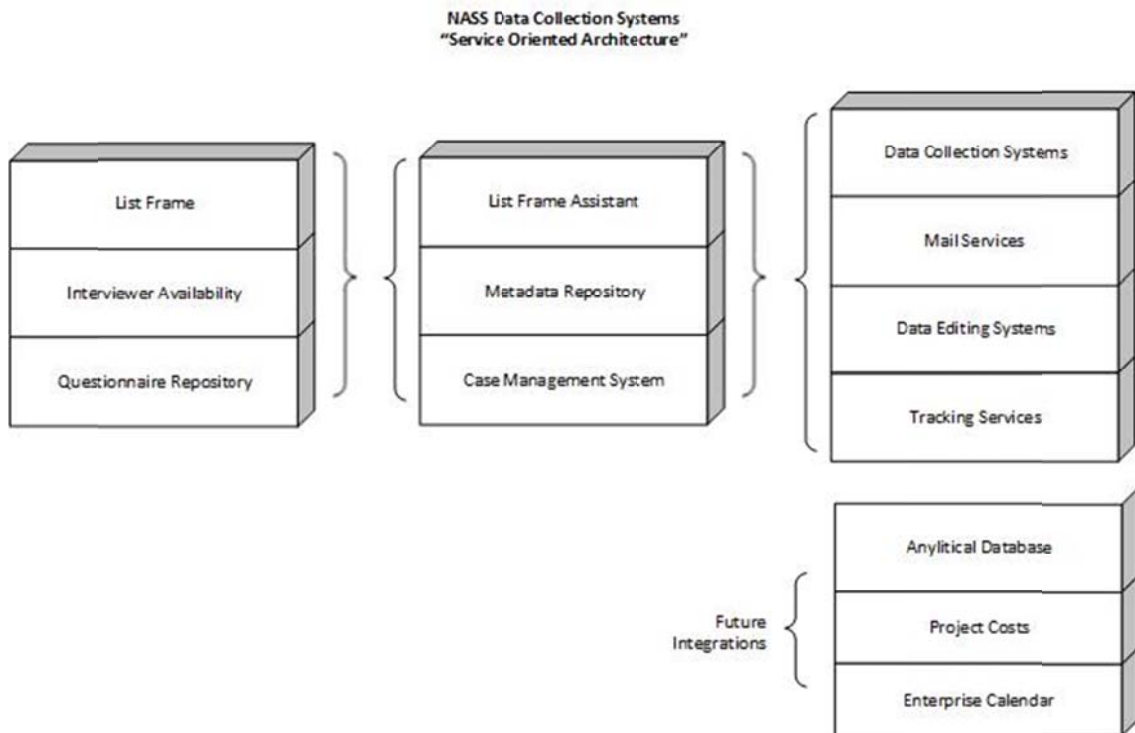 NASS Data Collection Systems
“Service Oriented Architecture”
List Frame
Interviewer Availability
Questionnaire Repository
List Frame Assistant
Metadata Repository
Case Management System
Data Collection Systems
Mail Services
Data Editing Systems
Tracking Services
Future
Integrations
Anylitical Database
Project Costs
Enterprise Calendar